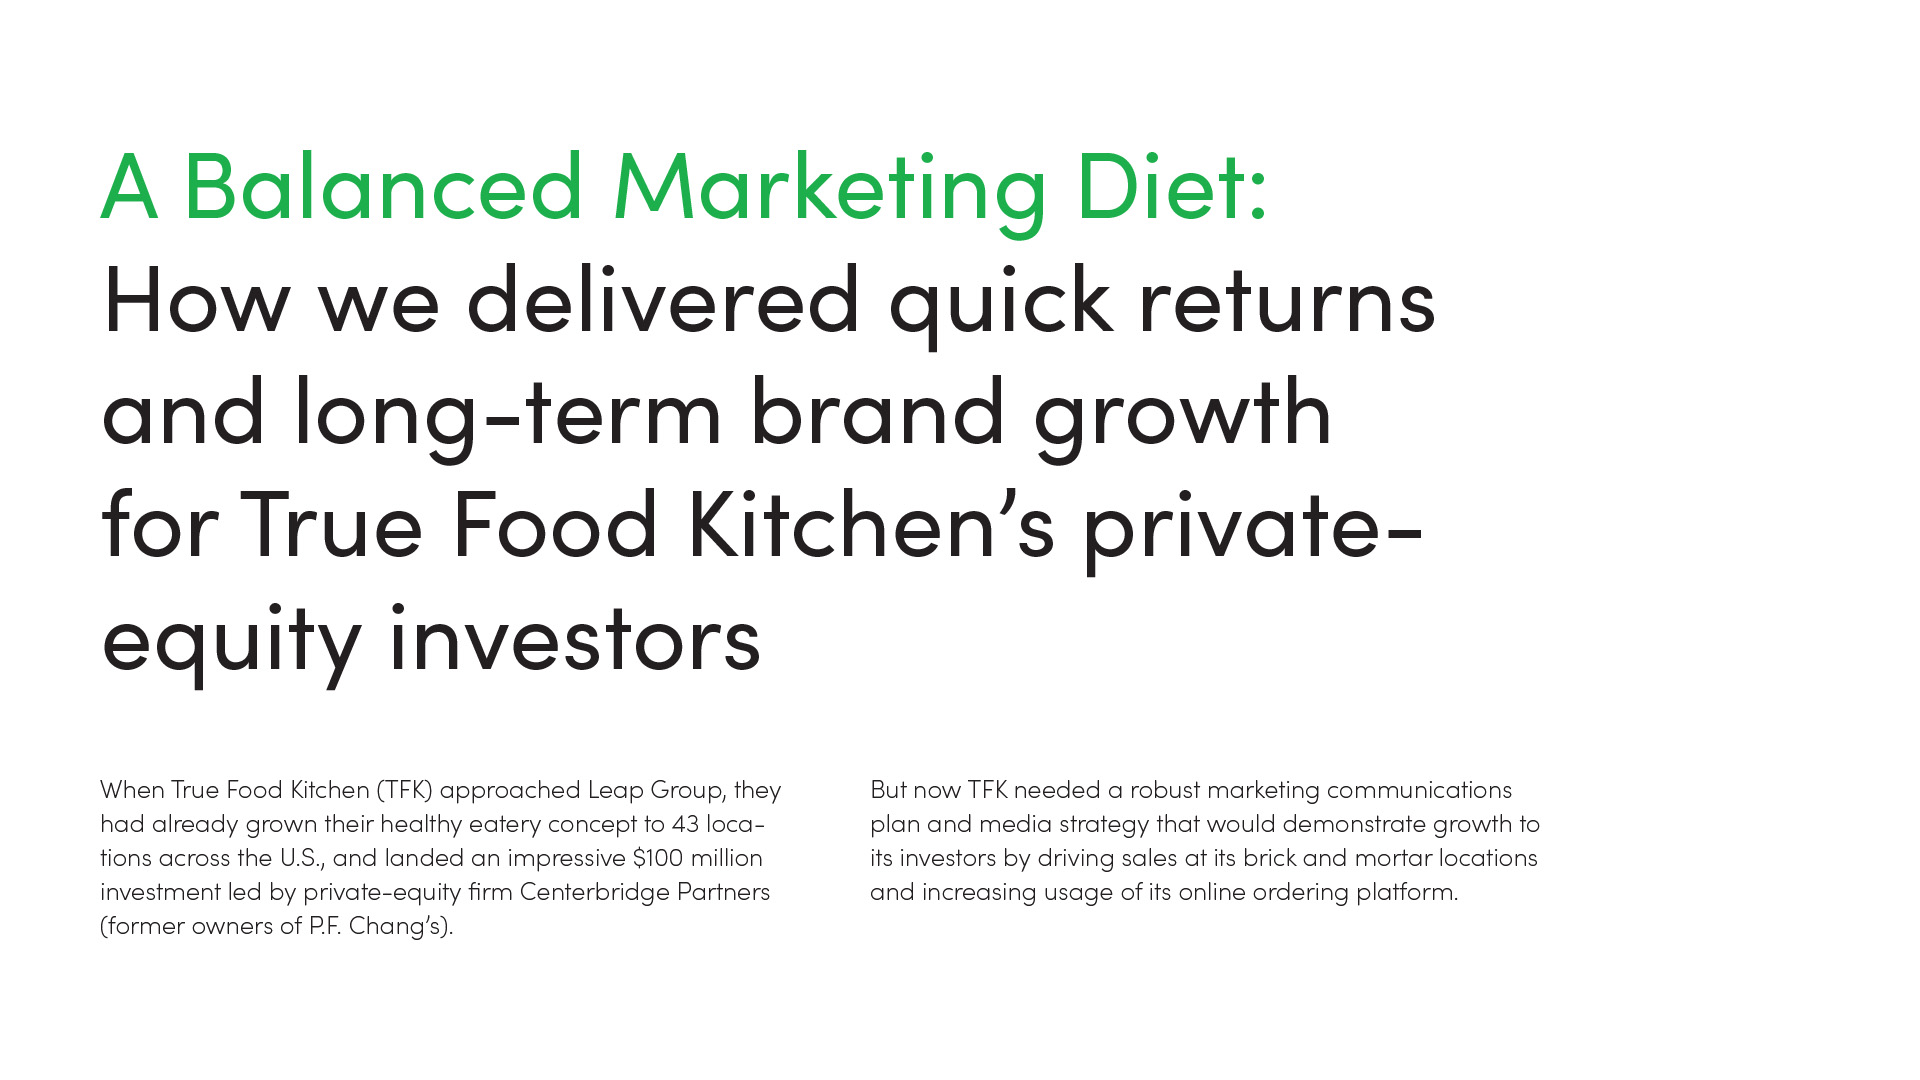 A Balanced Marketing Diet:
How we delivered quick returns
and long-term brand growth
for True Food Kitchen’s private-
equity investors
When True Food Kitchen (TFK) approached Leap Group, they
had already grown their healthy eatery concept to 43 loca-
tions across the U.S., and landed an impressive $100 million
investment led by private-equity firm Centerbridge Partners
(former owners of P.F. Chang’s).
But now TFK needed a robust marketing communications
plan and media strategy that would demonstrate growth to
its investors by driving sales at its brick and mortar locations
and increasing usage of its online ordering platform.